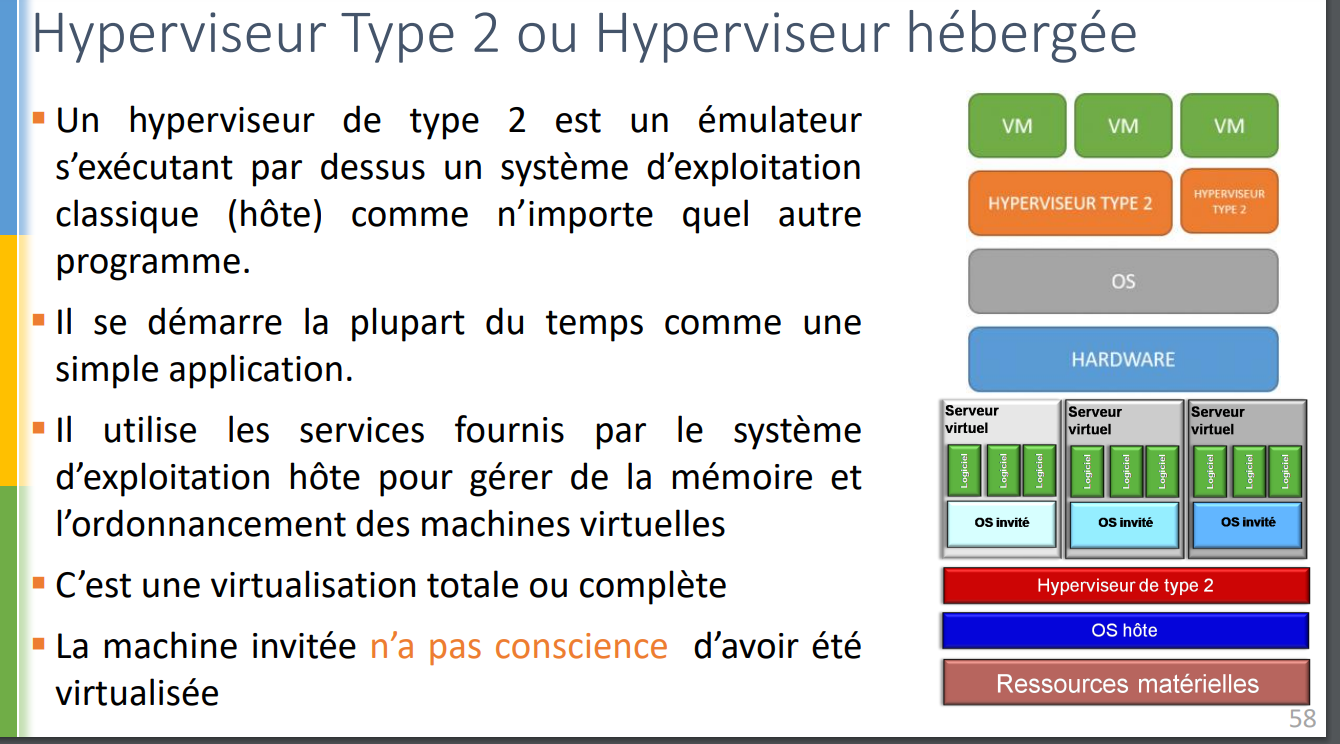 Hyperviseur Type 2 ou Hyperviseur hébergée
Un hyperviseur de type 2 est un émulateur
s’exécutant par dessus un système d’exploitation
classique (hôte) comme n’importe quel autre
programme.
Il se démarre la plupart du temps comme une
simple application.
Il utilise les services fournis par le système
d’exploitation hôte pour gérer de la mémoire et
l’ordonnancement des machines virtuelles
C’est une virtualisation totale ou complète
La machine invitée n’a pas conscience d’avoir été
virtualisée
VM VM VM
HYPERVISEUR TYPE 2
HYPERVISEUR
TYPE 2
OS
HARDWARE
Serveur
virtuel
Logiciel Logiciel Logiciel
OS invité
Serveur
virtuel
Logiciel Logiciel Logiciel
OS invité
Serveur
virtuel
Logiciel Logiciel Logiciel
OS invité
Hyperviseur de type 2
OS hôte
Ressources matérielles
58